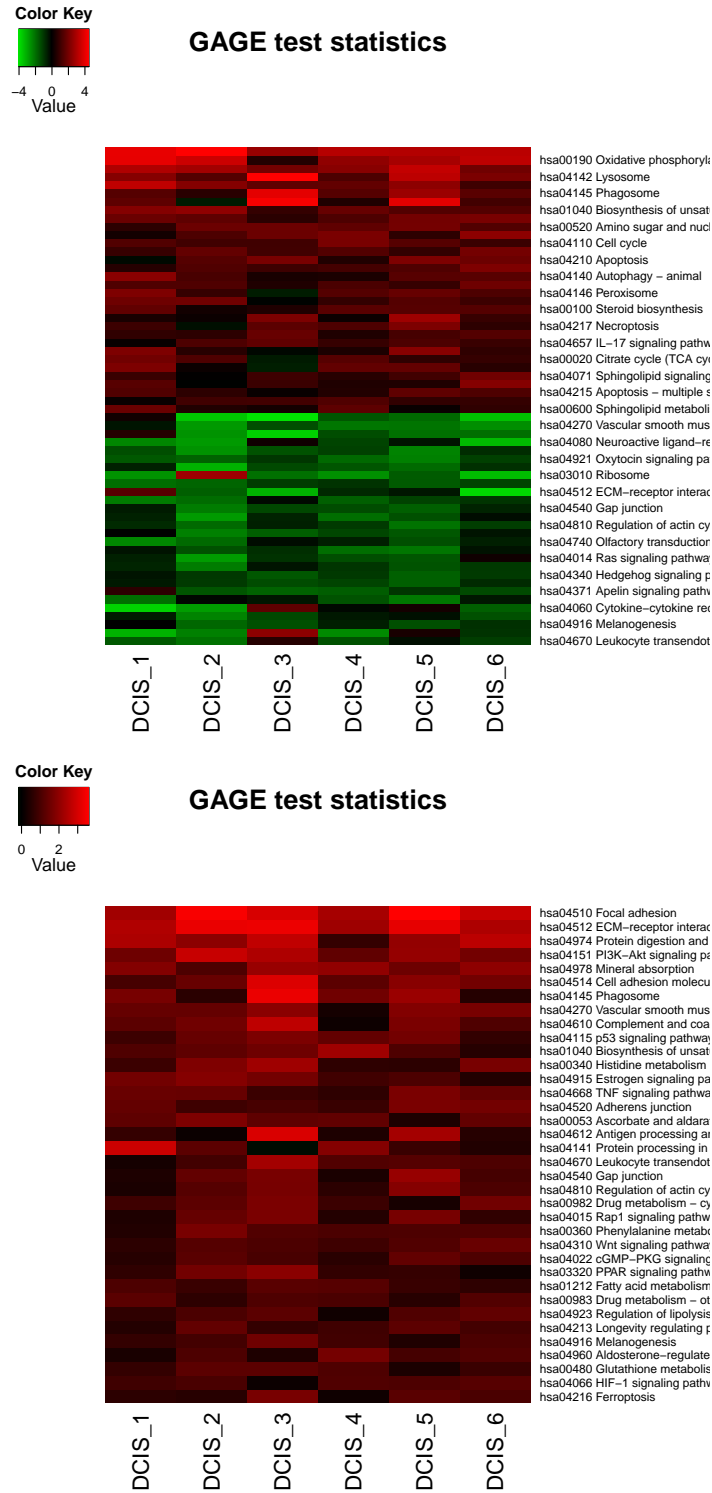 Color Key
−4 0 4
Value
GAGE test statistics
hsa00190 Oxidative phosphoryla
hsa04142 Lysosome
hsa04145 Phagosome
hsa01040 Biosynthesis of unsat
hsa00520 Amino sugar and nucl
hsa04110 Cell cycle
hsa04210 Apoptosis
hsa04140 Autophagy − animal
hsa04146 Peroxisome
hsa00100 Steroid biosynthesis
hsa04217 Necroptosis
hsa04657 IL−17 signaling pathw
hsa00020 Citrate cycle (TCA cyc
hsa04071 Sphingolipid signaling
hsa04215 Apoptosis − multiple s
hsa00600 Sphingolipid metaboli
hsa04270 Vascular smooth mus
hsa04080 Neuroactive ligand−re
hsa04921 Oxytocin signaling pa
hsa03010 Ribosome
hsa04512 ECM−receptor interac
hsa04540 Gap junction
hsa04810 Regulation of actin cy
hsa04740 Olfactory transduction
hsa04014 Ras signaling pathway
hsa04340 Hedgehog signaling p
hsa04371 Apelin signaling pathw
hsa04060 Cytokine−cytokine rec
hsa04916 Melanogenesis
hsa04670 Leukocyte transendot
DCIS_1 DCIS_2 DCIS_3 DCIS_4 DCIS_5 DCIS_6
Color Key
0 2
Value
GAGE test statistics
hsa04510 Focal adhesion
hsa04512 ECM−receptor interac
hsa04974 Protein digestion and
hsa04151 PI3K−Akt signaling pa
hsa04978 Mineral absorption
hsa04514 Cell adhesion molecu
hsa04145 Phagosome
hsa04270 Vascular smooth mus
hsa04610 Complement and coa
hsa04115 p53 signaling pathway
hsa01040 Biosynthesis of unsat
hsa00340 Histidine metabolism
hsa04915 Estrogen signaling pa
hsa04668 TNF signaling pathwa
hsa04520 Adherens junction
hsa00053 Ascorbate and aldara
hsa04612 Antigen processing a
hsa04141 Protein processing in
hsa04670 Leukocyte transendot
hsa04540 Gap junction
hsa04810 Regulation of actin cy
hsa00982 Drug metabolism − cy
hsa04015 Rap1 signaling pathw
hsa00360 Phenylalanine metabo
hsa04310 Wnt signaling pathway
hsa04022 cGMP−PKG signaling
hsa03320 PPAR signaling pathw
hsa01212 Fatty acid metabolism
hsa00983 Drug metabolism − ot
hsa04923 Regulation of lipolysis
hsa04213 Longevity regulating p
hsa04916 Melanogenesis
hsa04960 Aldosterone−regulate
hsa00480 Glutathione metabolis
hsa04066 HIF−1 signaling pathw
hsa04216 Ferroptosis
DCIS_1 DCIS_2 DCIS_3 DCIS_4 DCIS_5 DCIS_6